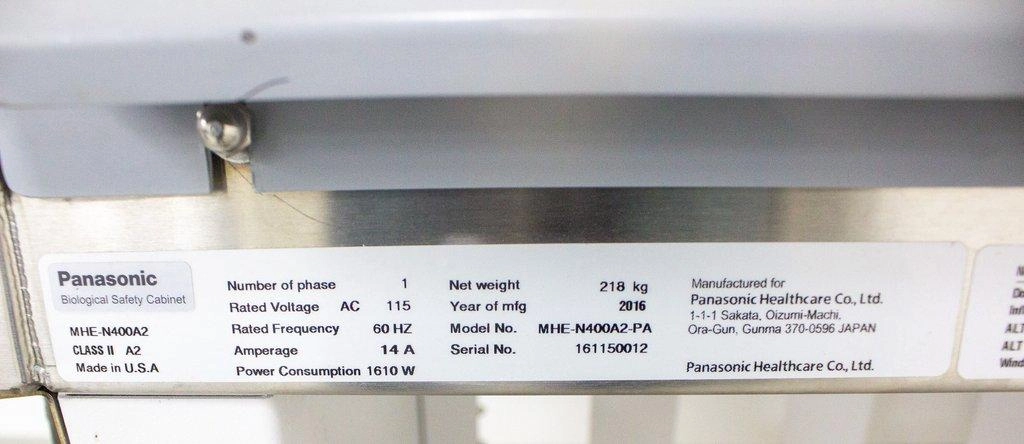 Panasonic
Biological Safety Cabinet
MHE-N400A2
CLASS II A2
Made in U.S.A
Number of phase 1
Rated Voltage AC 115
Rated Frequency 60 HZ
Amperage 14 A
Power Consumption 1610 W
Net weight 218 kg
Year of mfg 2016
Model No. MHE-N400A2-PA
Serial No. 161150012
Manufactured for
Panasonic Healthcare Co., Ltd.
1-1-1 Sakata, Oizumi-Machi,
Ora-Gun, Gunma 370-0596 JAPAN
Panasonic Healthcare Co., Ltd.
ALT
ALT